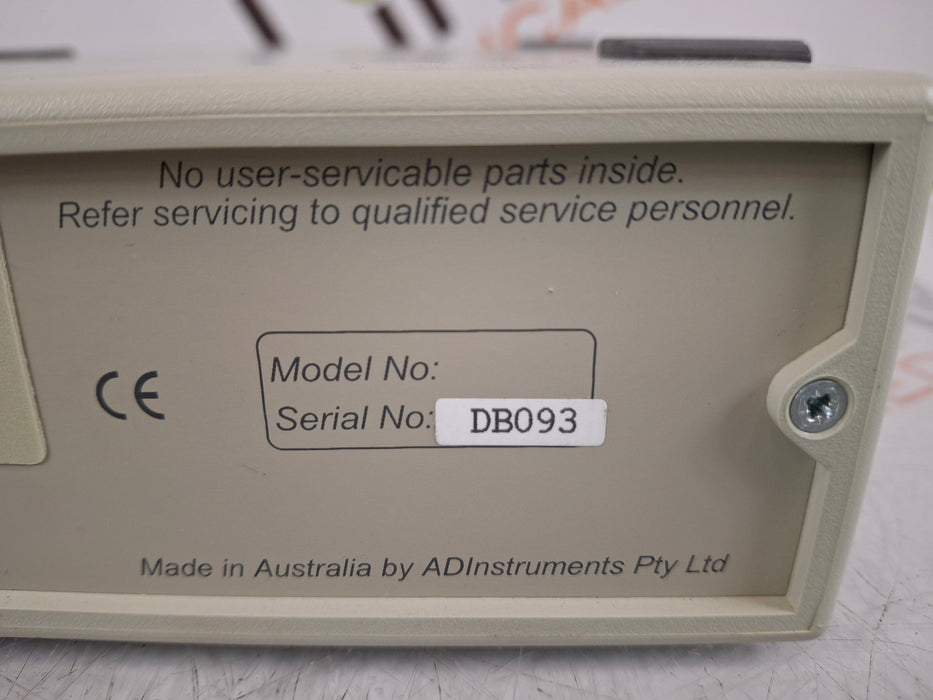 No user-servicable parts inside.
Refer servicing to qualified service personnel.
CE
Model No:
Serial No: DB093
Made in Australia by ADInstruments Pty Ltd